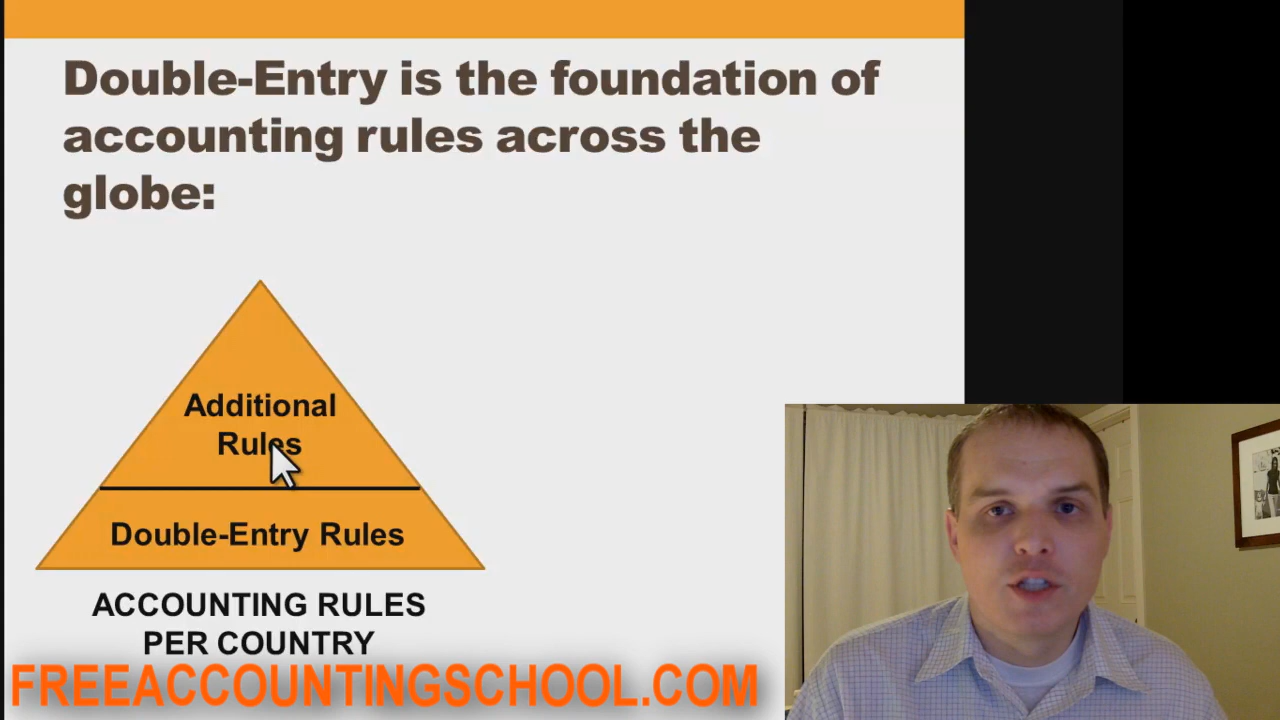 Double-Entry is the foundation of
accounting rules across the
globe:
Additional
Rules
Double-Entry Rules
ACCOUNTING RULES
PER COUNTRY
FREEACCOUNTINGSCHOOL.COM